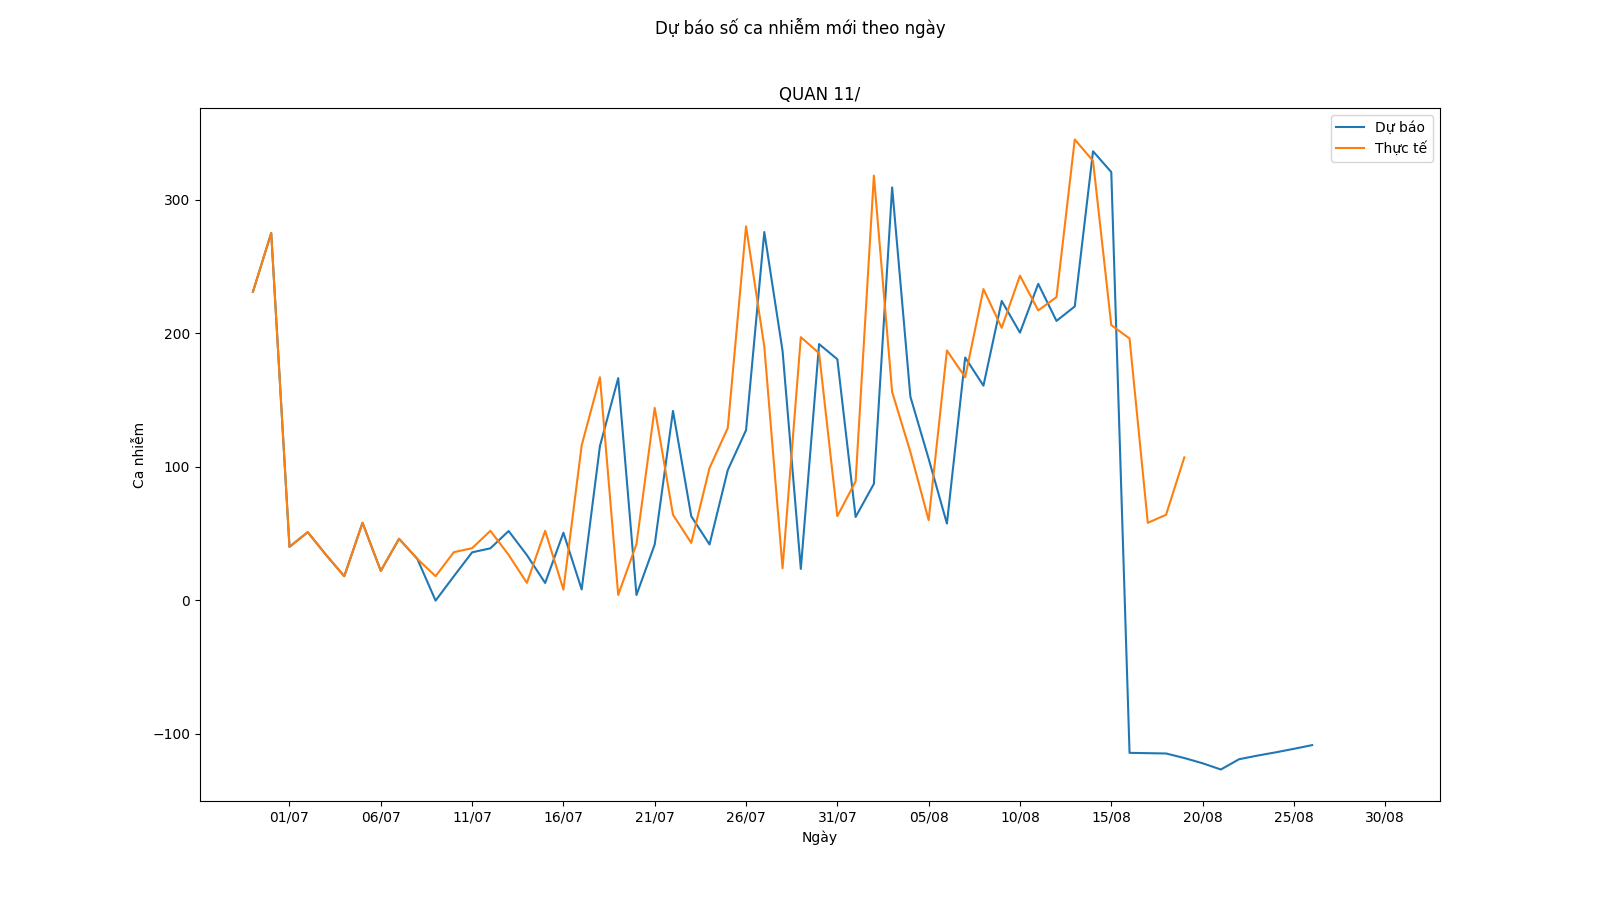 Dự báo số ca nhiễm mới theo ngày
QUAN 11/
Dự báo
Thực tế
Ca nhiễm
300
200
100
0
−100
01/07 06/07 11/07 16/07 21/07 26/07 31/07 05/08 10/08 15/08 20/08 25/08 30/08
Ngày